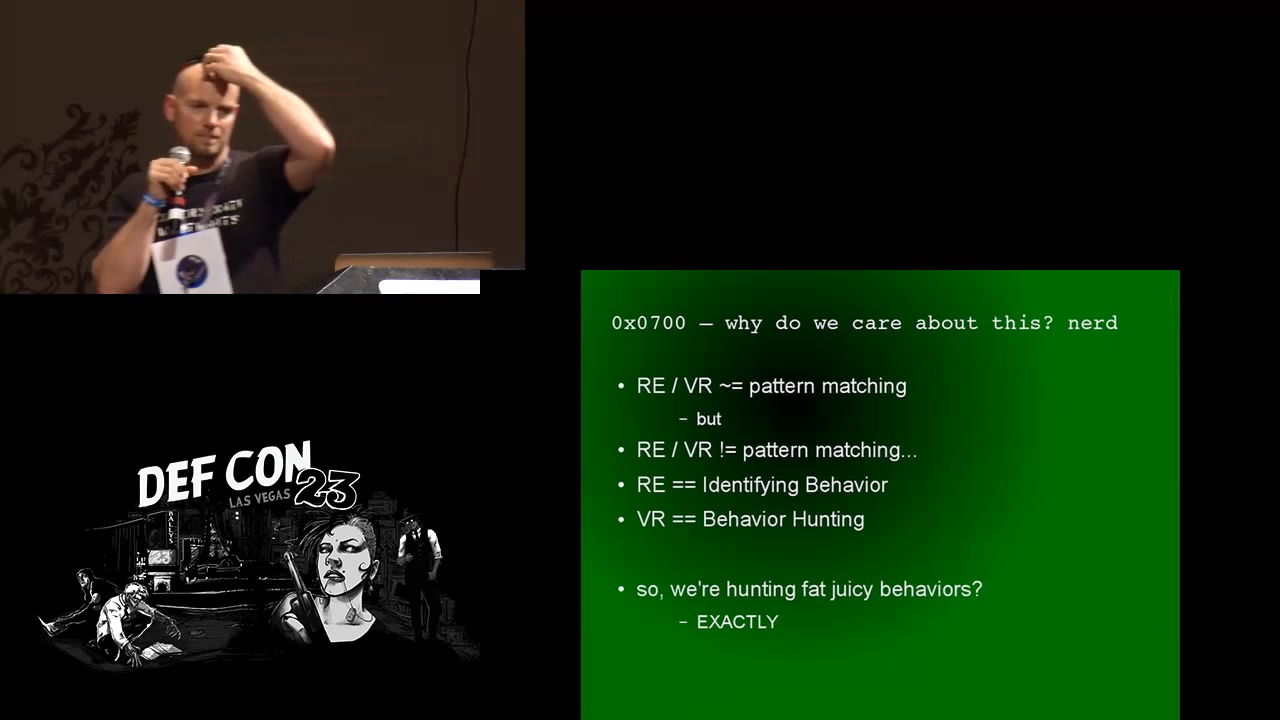 0x0700 – why do we care about this? nerd
• RE / VR ~= pattern matching
– but
• RE / VR != pattern matching...
• RE == Identifying Behavior
• VR == Behavior Hunting
• so, we're hunting fat juicy behaviors?
– EXACTLY
DEF CON
LAS VEGAS 23
BALLY'S